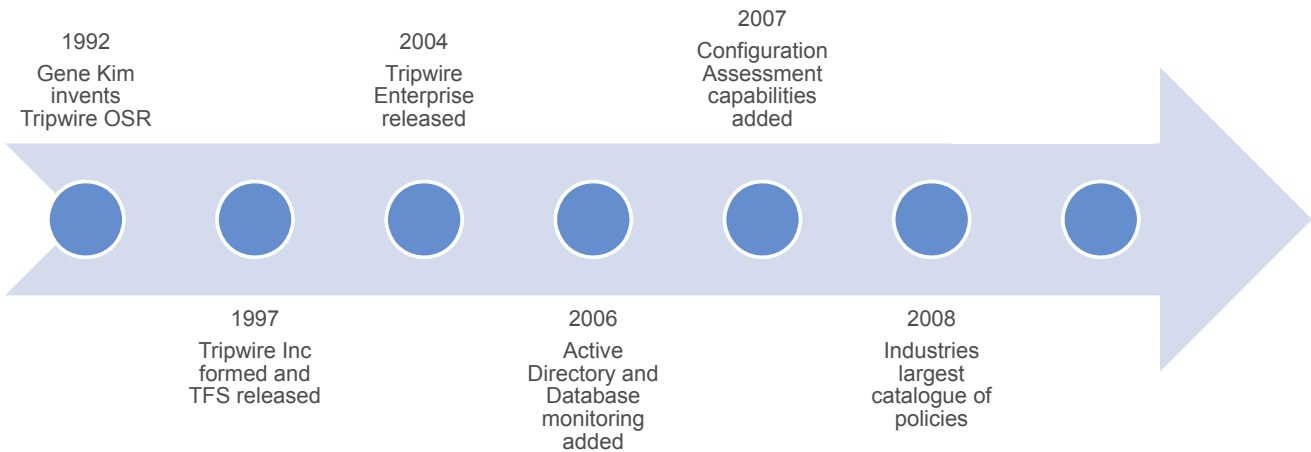 1992
Gene Kim
invents
Tripwire OSR
1997
Tripwire Inc
formed and
TFS released
2004
Tripwire
Enterprise
released
2006
Active
Directory and
Database
monitoring
added
2007
Configuration
Assessment
capabilities
added
2008
Industries
largest
catalogue of
policies